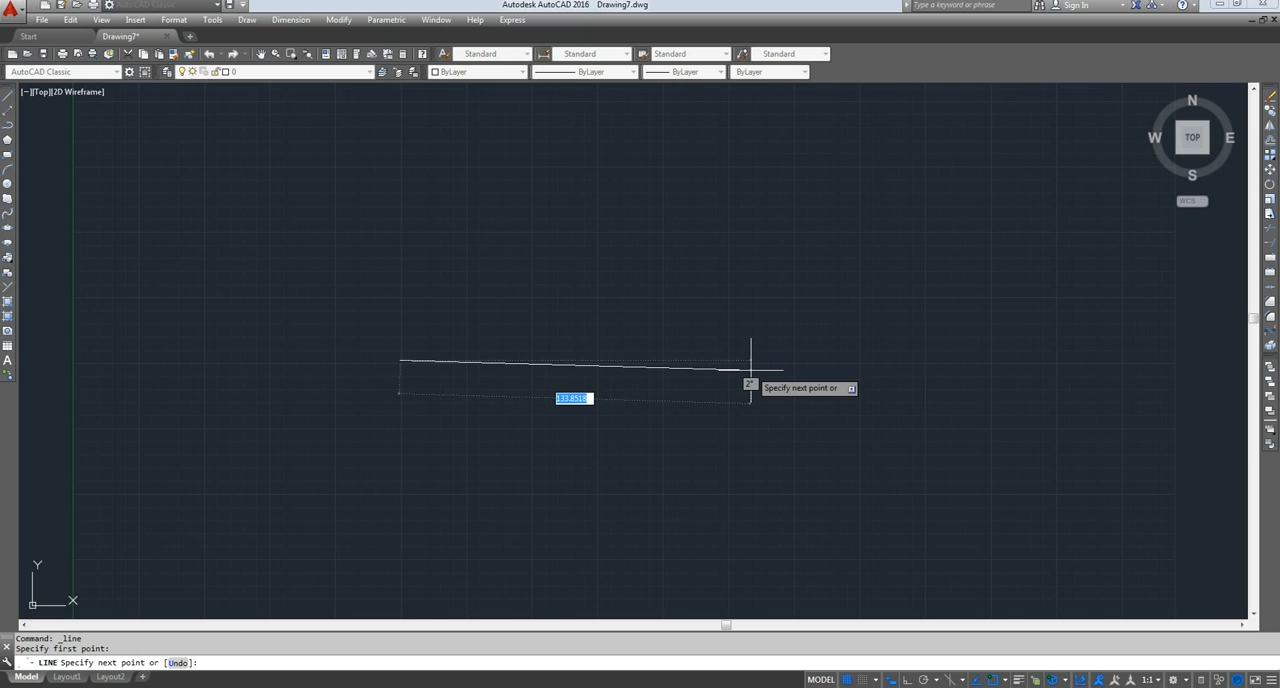 Autodesk AutoCAD 2016 Drawing7.dwg
AutoCAD Classic
Type a keyword or phrase
Sign In
File Edit View Insert Format Tools Draw Dimension Modify Parametric Window Help Express
Start Drawing7*
Standard Standard Standard Standard
AutoCAD Classic 0 ByLayer ByLayer ByLayer ByLayer
[−][Top][2D Wireframe]
N
W TOP E
S
WCS
2° Specify next point or
133.8518
Y
X
Command: _line
Specify first point:
LINE Specify next point or [Undo]:
Model Layout1 Layout2 + MODEL 1:1